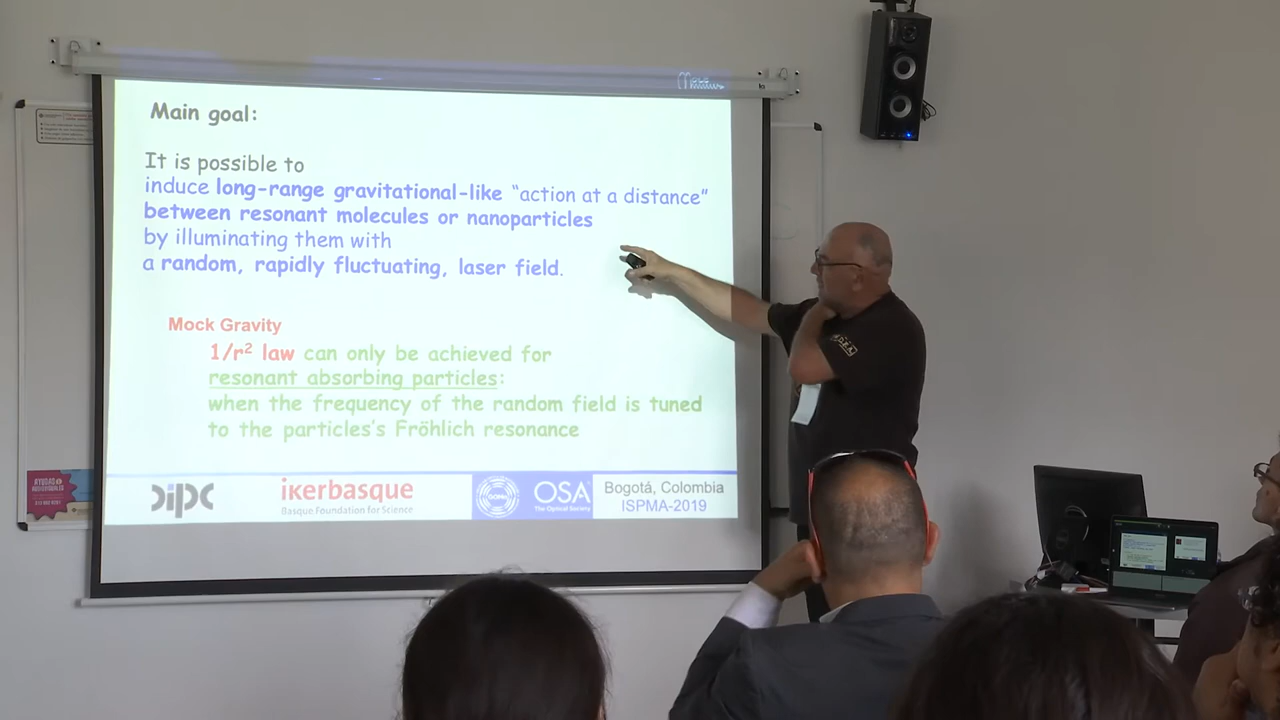 Main goal:
It is possible to
induce long-range gravitational-like “action at a distance”
between resonant molecules or nanoparticles
by illuminating them with
a random, rapidly fluctuating, laser field.
Mock Gravity
1/r² law can only be achieved for
resonant absorbing particles:
when the frequency of the random field is tuned
to the particles's Fröhlich resonance
dipc
ikerbasque
Basque Foundation for Science
OSA
The Optical Society
Bogotá, Colombia
ISPMA-2019